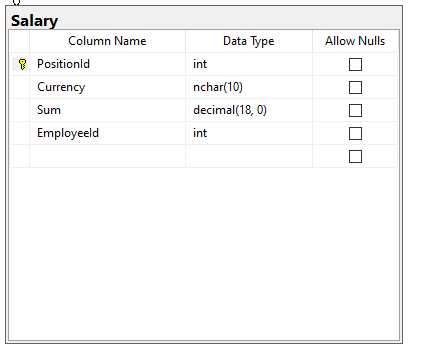 Salary
Column Name Data Type Allow Nulls
PositionId int
Currency nchar(10)
Sum decimal(18, 0)
EmployeeId int